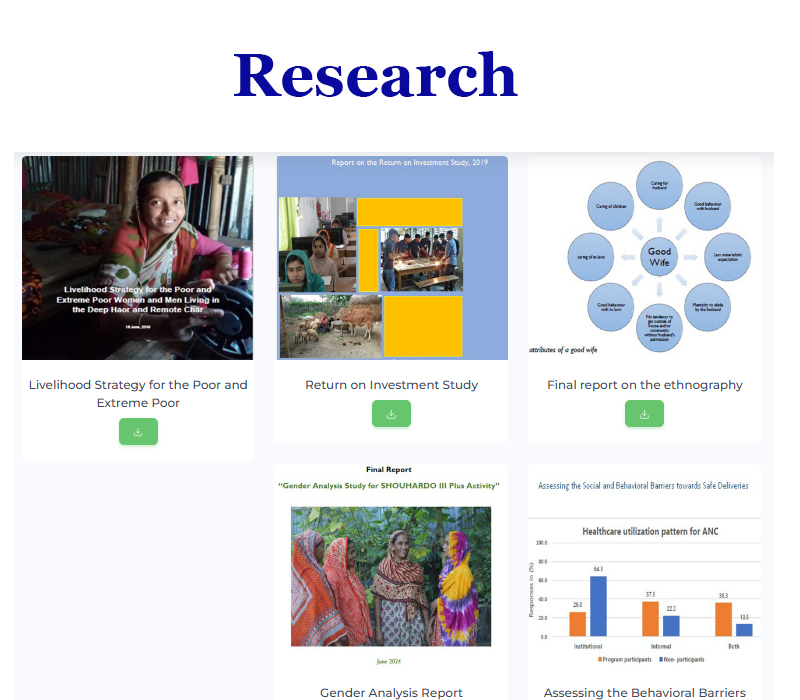 Research
Livelihood Strategy for the Poor and
Extreme Poor Women and Men Living in
the Deep Haor and Remote Char
19 June, 2019
Livelihood Strategy for the Poor and
Extreme Poor
Report on the Return on Investment Study, 2019
Return on Investment Study
Caring for
husband
Good behaviour
with husband
Less materialistic
expectation
Mentality to abide
by the husband
No tendency to
get outside of
house and/or
community
without husband's
permission
Good behaviour
with in-laws
caring of in-laws
Caring of children
Good
Wife
attributes of a good wife
Final report on the ethnography
Final Report
"Gender Analysis Study for SHOUHARDO III Plus Activity"
June 2024
Gender Analysis Report
Assessing the Social and Behavioral Barriers towards Safe Deliveries
Healthcare utilization pattern for ANC
Responses in (%)
100.0
80.0
60.0
40.0
20.0
0.0
26.0
64.3
37.3
22.2
36.3
13.5
Institutional
Informal
Both
Program participants
Non- participants
Assessing the Behavioral Barriers